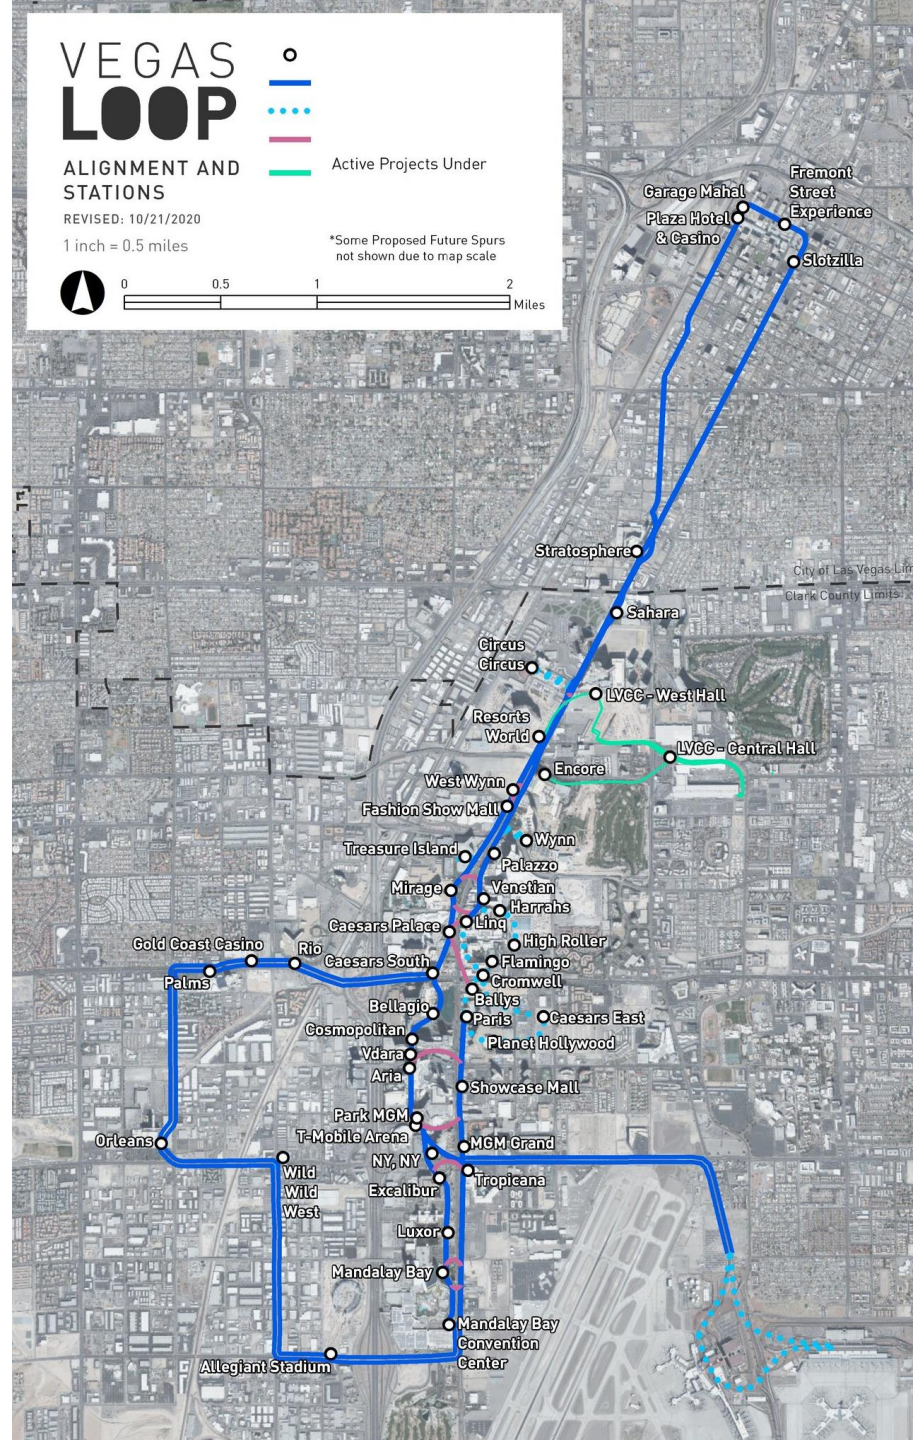 VEGAS
LOOP
ALIGNMENT AND
STATIONS
REVISED: 10/21/2020
1 inch = 0.5 miles
Active Projects Under
*Some Proposed Future Spurs
not shown due to map scale
0 0.5 1 2
Miles
Garage Mahal
Fremont
Street
Experience
Plaza Hotel
& Casino
Slotzilla
Stratosphere
City of Las Vegas Lim
Clark County Limits
Sahara
Circus
Circus
LVCC - West Hall
Resorts
World
LVCC - Central Hall
Encore
West Wynn
Fashion Show Mall
Wynn
Treasure Island
Palazzo
Mirage
Venetian
Harrahs
Caesars Palace
Linq
High Roller
Gold Coast Casino
Rio
Caesars South
Flamingo
Palms
Cromwell
Ballys
Bellagio
Paris
Caesars East
Cosmopolitan
Planet Hollywood
Vdara
Aria
Showcase Mall
Park MGM
T-Mobile Arena
Orleans
MGM Grand
NY, NY
Wild
Wild
West
Tropicana
Excalibur
Luxor
Mandalay Bay
Mandalay Bay
Convention
Center
Allegiant Stadium